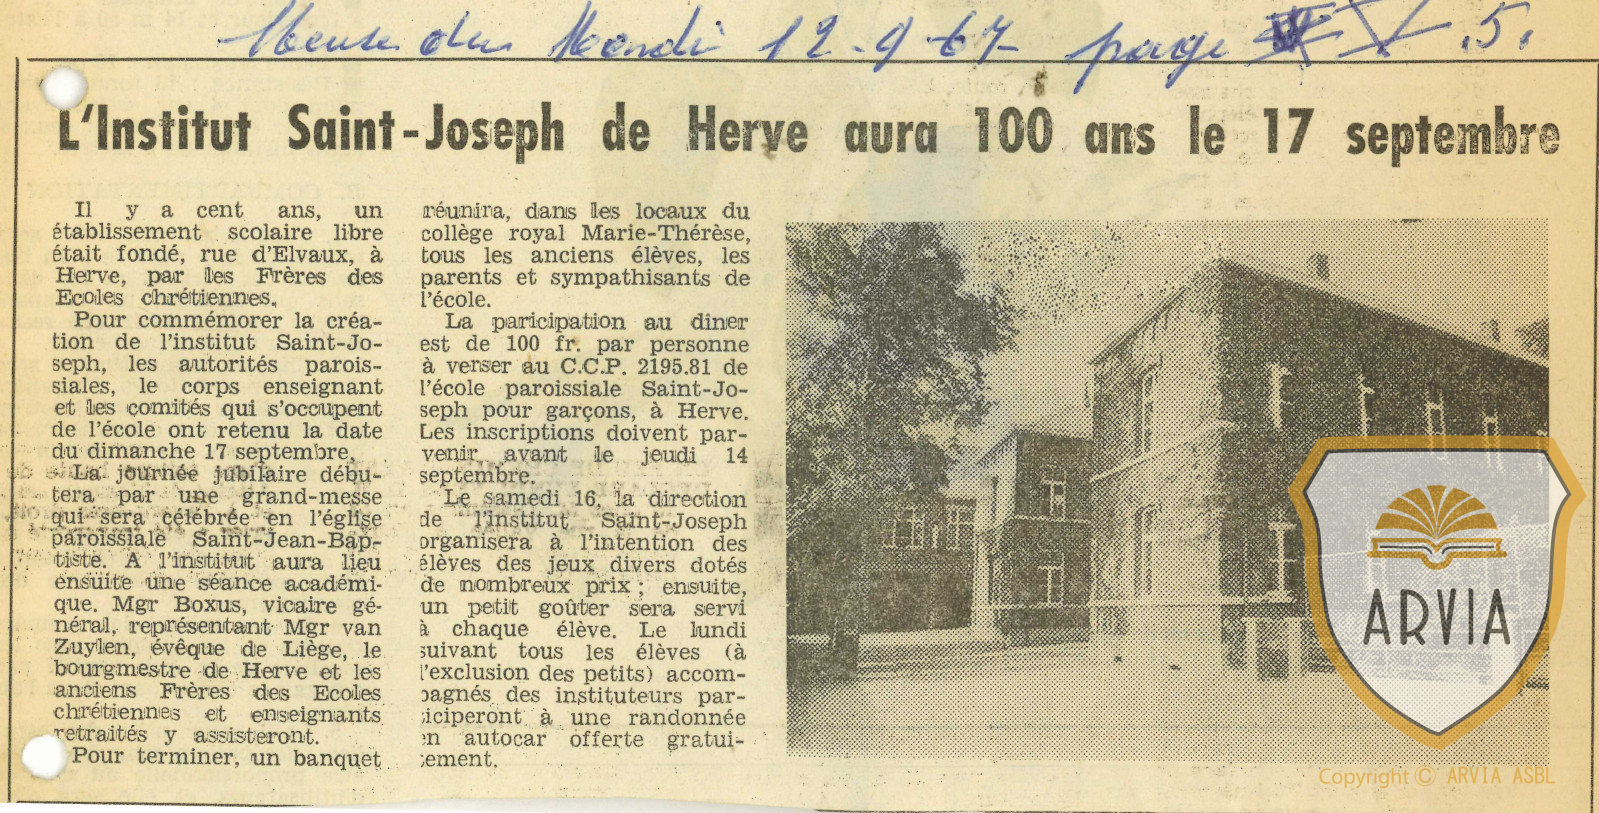 Meuse du Mardi 12-9-67 page V .5.
L'Institut Saint-Joseph de Herve aura 100 ans le 17 septembre
Il y a cent ans, un
établissement scolaire libre
était fondé, rue d'Elvaux, à
Herve, par les Frères des
Ecoles chrétiennes.
Pour commémorer la créa-
tion de l'institut Saint-Jo-
seph, les autorités parois-
siales, le corps enseignant
et les comités qui s'occupent
de l'école ont retenu la date
du dimanche 17 septembre.
La journée jubilaire débu-
tera par une grand-messe
qui sera célébrée en l'église
paroissiale Saint-Jean-Bap-
tiste. A l'institut aura lieu
ensuite une séance académi-
que. Mgr Boxus, vicaire gé-
néral, représentant Mgr van
Zuylen, évêque de Liège, le
bourgmestre de Herve et les
anciens Frères des Ecoles
chrétiennes et enseignants
retraités y assisteront.
Pour terminer, un banquet
réunira, dans les locaux du
collège royal Marie-Thérèse,
tous les anciens élèves, les
parents et sympathisants de
l'école.
La paricipation au dîner
est de 100 fr. par personne
à verser au C.C.P. 2195.81 de
l'école paroissiale Saint-Jo-
seph pour garçons, à Herve.
Les inscriptions doivent par-
venir avant le jeudi 14
septembre.
Le samedi 16, la direction
de l'institut Saint-Joseph
organisera à l'intention des
élèves des jeux divers dotés
de nombreux prix ; ensuite,
un petit goûter sera servi
à chaque élève. Le lundi
suivant tous les élèves (à
l'exclusion des petits) accom-
pagnés des instituteurs par-
ticiperont à une randonnée
en autocar offerte gratui-
tement.
ARVIA
Copyright © ARVIA ASBL